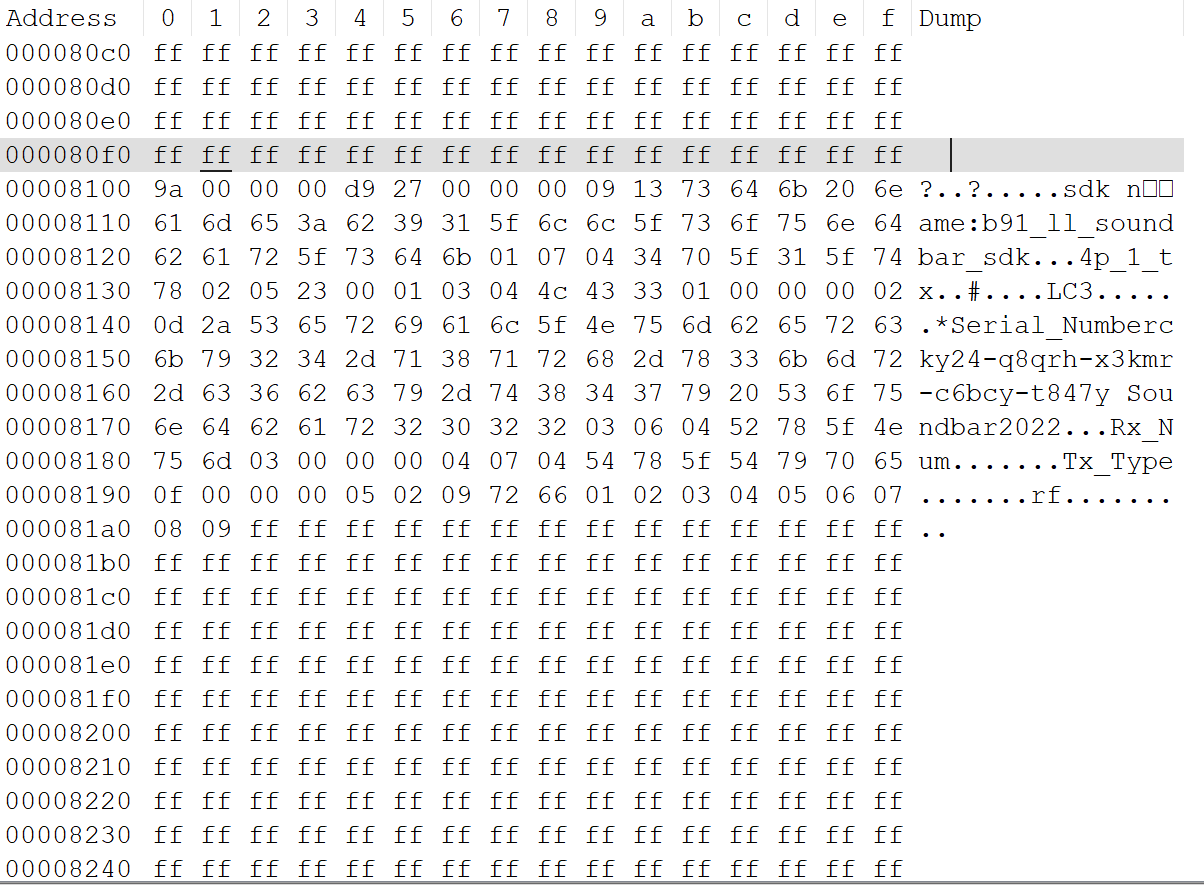 Address 0 1 2 3 4 5 6 7 8 9 a b c d e f Dump
000080c0 ff ff ff ff ff ff ff ff ff ff ff ff ff ff ff ff
000080d0 ff ff ff ff ff ff ff ff ff ff ff ff ff ff ff ff
000080e0 ff ff ff ff ff ff ff ff ff ff ff ff ff ff ff ff
000080f0 ff ff ff ff ff ff ff ff ff ff ff ff ff ff ff ff
00008100 9a 00 00 00 d9 27 00 00 00 09 13 73 64 6b 20 6e ?..?.....sdk n□□
00008110 61 6d 65 3a 62 39 31 5f 6c 6c 5f 73 6f 75 6e 64 ame:b91_ll_sound
00008120 62 61 72 5f 73 64 6b 01 07 04 34 70 5f 31 5f 74 bar_sdk...4p_1_t
00008130 78 02 05 23 00 01 03 04 4c 43 33 01 00 00 00 02 x..#....LC3.....
00008140 0d 2a 53 65 72 69 61 6c 5f 4e 75 6d 62 65 72 63 .*Serial_Numberc
00008150 6b 79 32 34 2d 71 38 71 72 68 2d 78 33 6b 6d 72 ky24-q8qrh-x3kmr
00008160 2d 63 36 62 63 79 2d 74 38 34 37 79 20 53 6f 75 -c6bcy-t847y Sou
00008170 6e 64 62 61 72 32 30 32 32 03 06 04 52 78 5f 4e ndbar2022...Rx_N
00008180 75 6d 03 00 00 00 04 07 04 54 78 5f 54 79 70 65 um.......Tx_Type
00008190 0f 00 00 00 05 02 09 72 66 01 02 03 04 05 06 07 .......rf.......
000081a0 08 09 ff ff ff ff ff ff ff ff ff ff ff ff ff ff ..
000081b0 ff ff ff ff ff ff ff ff ff ff ff ff ff ff ff ff
000081c0 ff ff ff ff ff ff ff ff ff ff ff ff ff ff ff ff
000081d0 ff ff ff ff ff ff ff ff ff ff ff ff ff ff ff ff
000081e0 ff ff ff ff ff ff ff ff ff ff ff ff ff ff ff ff
000081f0 ff ff ff ff ff ff ff ff ff ff ff ff ff ff ff ff
00008200 ff ff ff ff ff ff ff ff ff ff ff ff ff ff ff ff
00008210 ff ff ff ff ff ff ff ff ff ff ff ff ff ff ff ff
00008220 ff ff ff ff ff ff ff ff ff ff ff ff ff ff ff ff
00008230 ff ff ff ff ff ff ff ff ff ff ff ff ff ff ff ff
00008240 ff ff ff ff ff ff ff ff ff ff ff ff ff ff ff ff